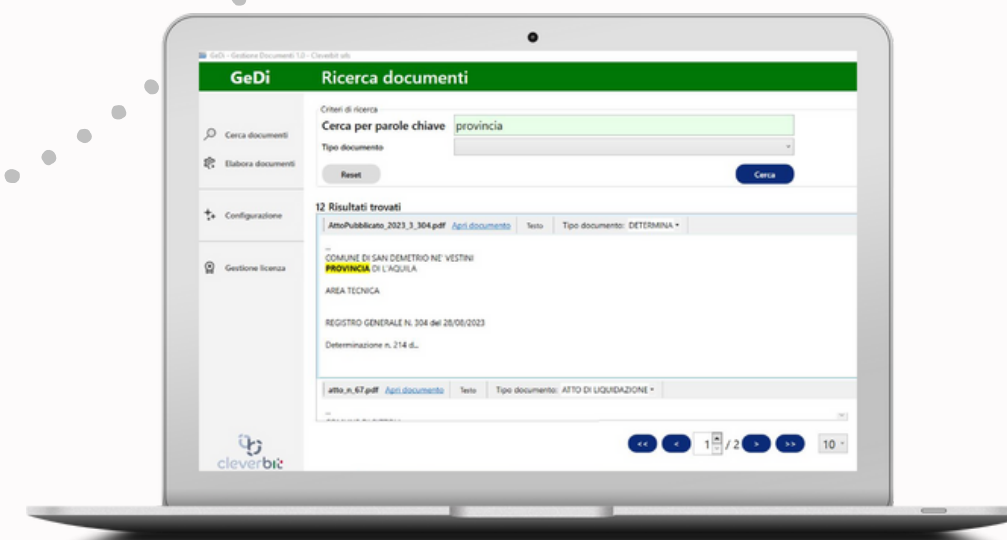 GeDi - Gestione Documenti 1.0 - Cleverbit srls
GeDi Ricerca documenti
Criteri di ricerca
Cerca per parole chiave provincia
Tipo documento
Reset Cerca
Cerca documenti
Elabora documenti
Configurazione
Gestione licenza
12 Risultati trovati
AttoPubblicato_2023_3_304.pdf Apri documento Testo Tipo documento: DETERMINA
...
COMUNE DI SAN DEMETRIO NE' VESTINI
PROVINCIA DI L'AQUILA
AREA TECNICA
REGISTRO GENERALE N. 304 del 28/08/2023
Determinazione n. 214 d...
atto_n_67.pdf Apri documento Testo Tipo documento: ATTO DI LIQUIDAZIONE
...
<< < 1 / 2 > >> 10
cleverbit